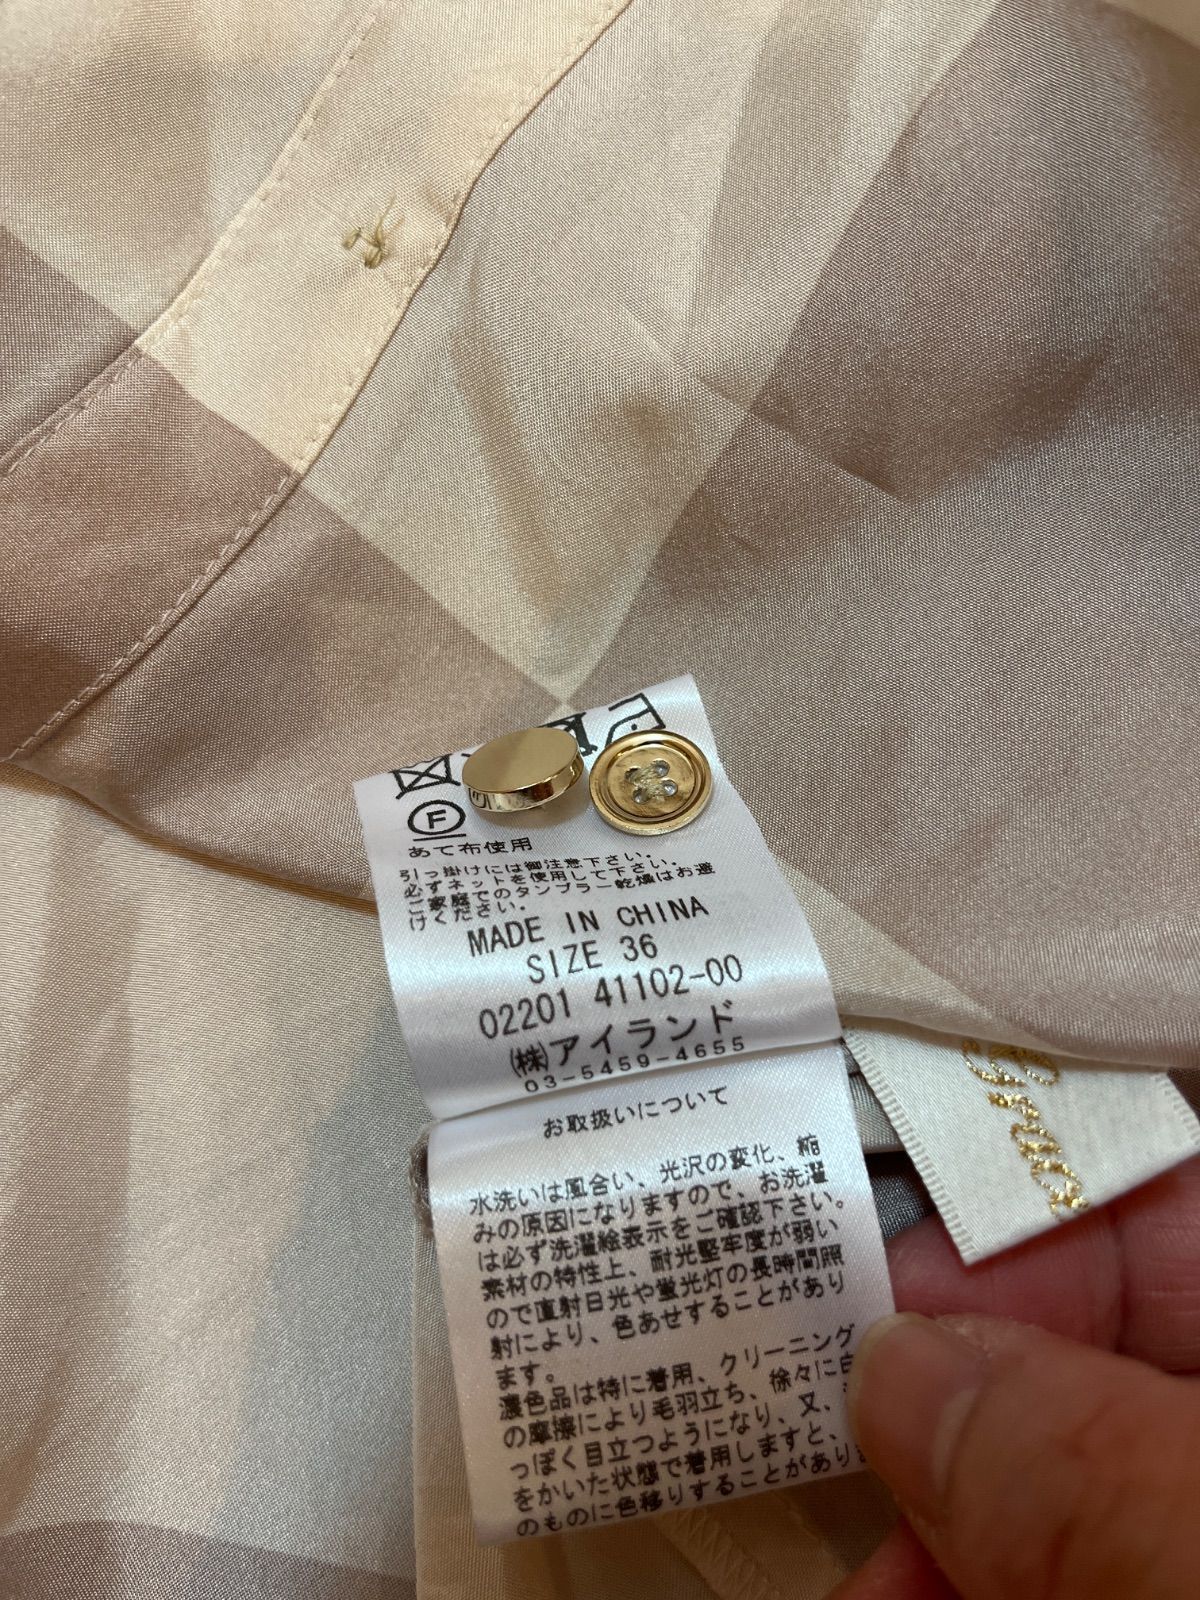 F
あて布使用
引っ掛けには御注意下さい。
必ずネットを使用して下さい。
ご家庭でのタンブラー乾燥はお避
けください。
MADE IN CHINA
SIZE 36
02201 41102-00
㈱アイランド
03-5459-4655
お取扱いについて
水洗いは風合い、光沢の変化、縮
みの原因になりますので、お洗濯
は必ず洗濯絵表示をご確認下さい。
素材の特性上、耐光堅牢度が弱い
ので直射日光や蛍光灯の長時間照
射により、色あせすることがあり
ます。
濃色品は特に着用、クリーニング
の摩擦により毛羽立ち、徐々に白
っぽく目立つようになり、又、
をかいた状態で着用しますと、
のものに色移りすることがあり
Grac